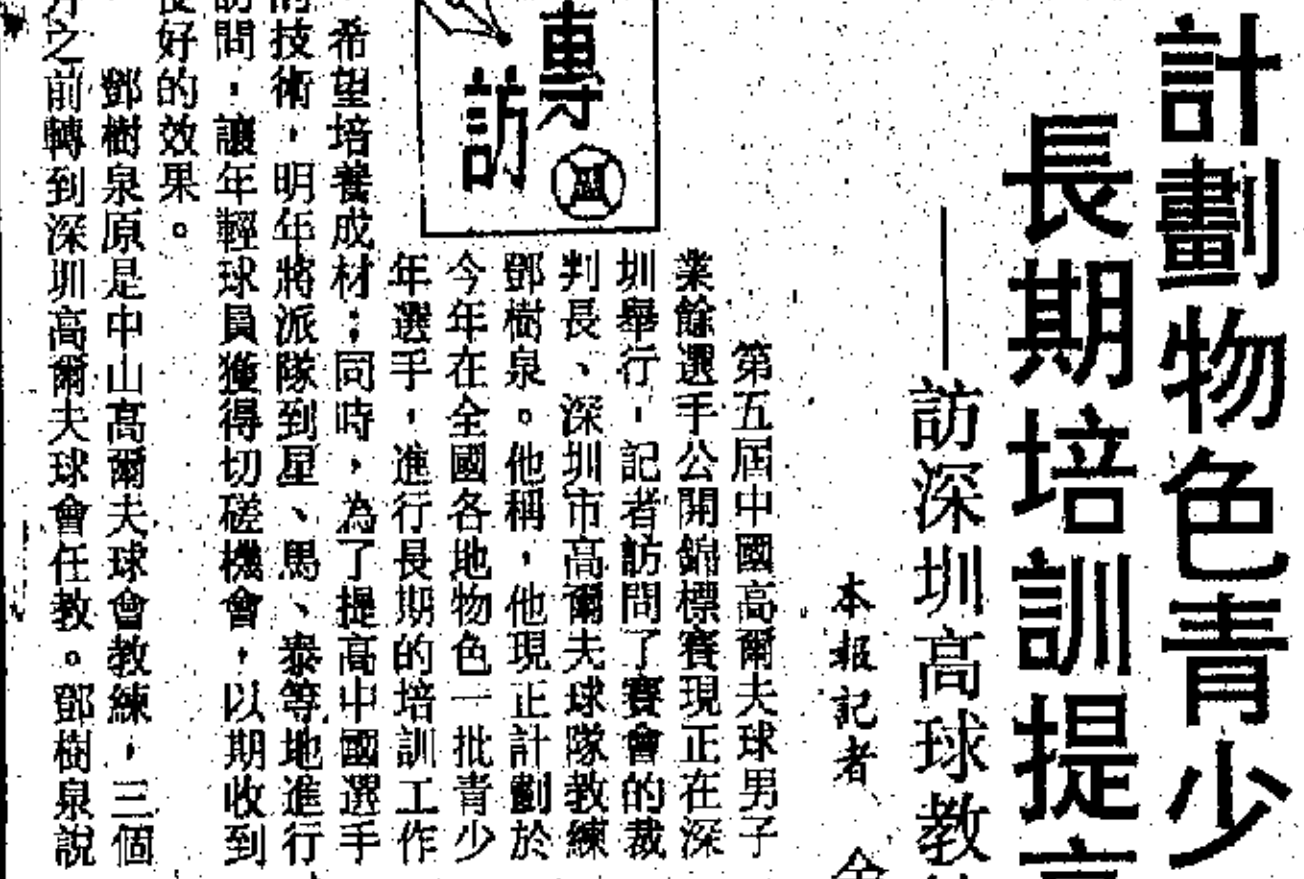 計劃物色青少
長期培訓提高
——訪深圳高球教
本報記者
專訪
第五屆中國高爾夫球男子
業餘選手公開錦標賽現正在深
圳舉行，記者訪問了賽會的裁
判長、深圳市高爾夫球隊教練
鄧樹泉。他稱，他現正計劃於
今年在全國各地物色一批青少
年選手，進行長期的培訓工作
，希望培養成材；同時，為了提高中國選手
的技術，明年將派隊到星、馬、泰等地進行
訪問，讓年輕球員獲得切磋機會，以期收到
好的效果。
鄧樹泉原是中山高爾夫球會教練，三個
月之前轉到深圳高爾夫球會任教。鄧樹泉說